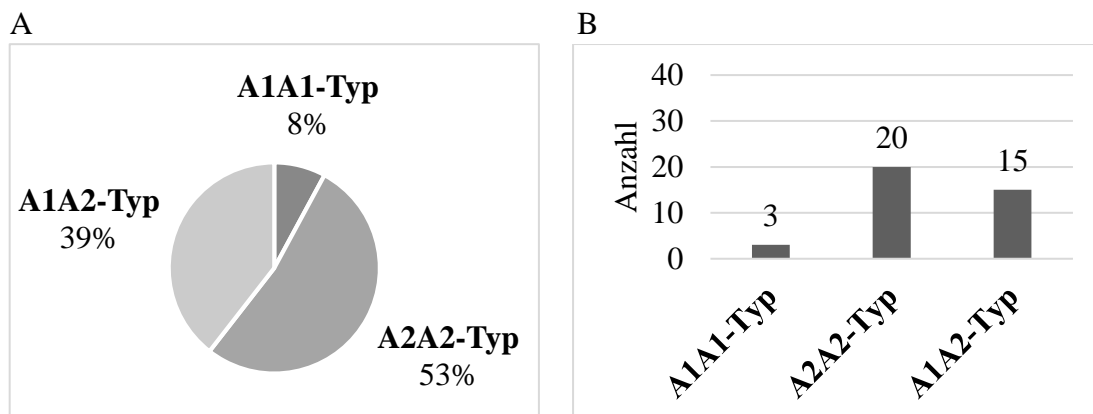 A
A1A1-Typ
8%
A1A2-Typ
39%
A2A2-Typ
53%
B
Anzahl
40
30
20
10
0
3
20
15
A1A1-Typ
A2A2-Typ
A1A2-Typ